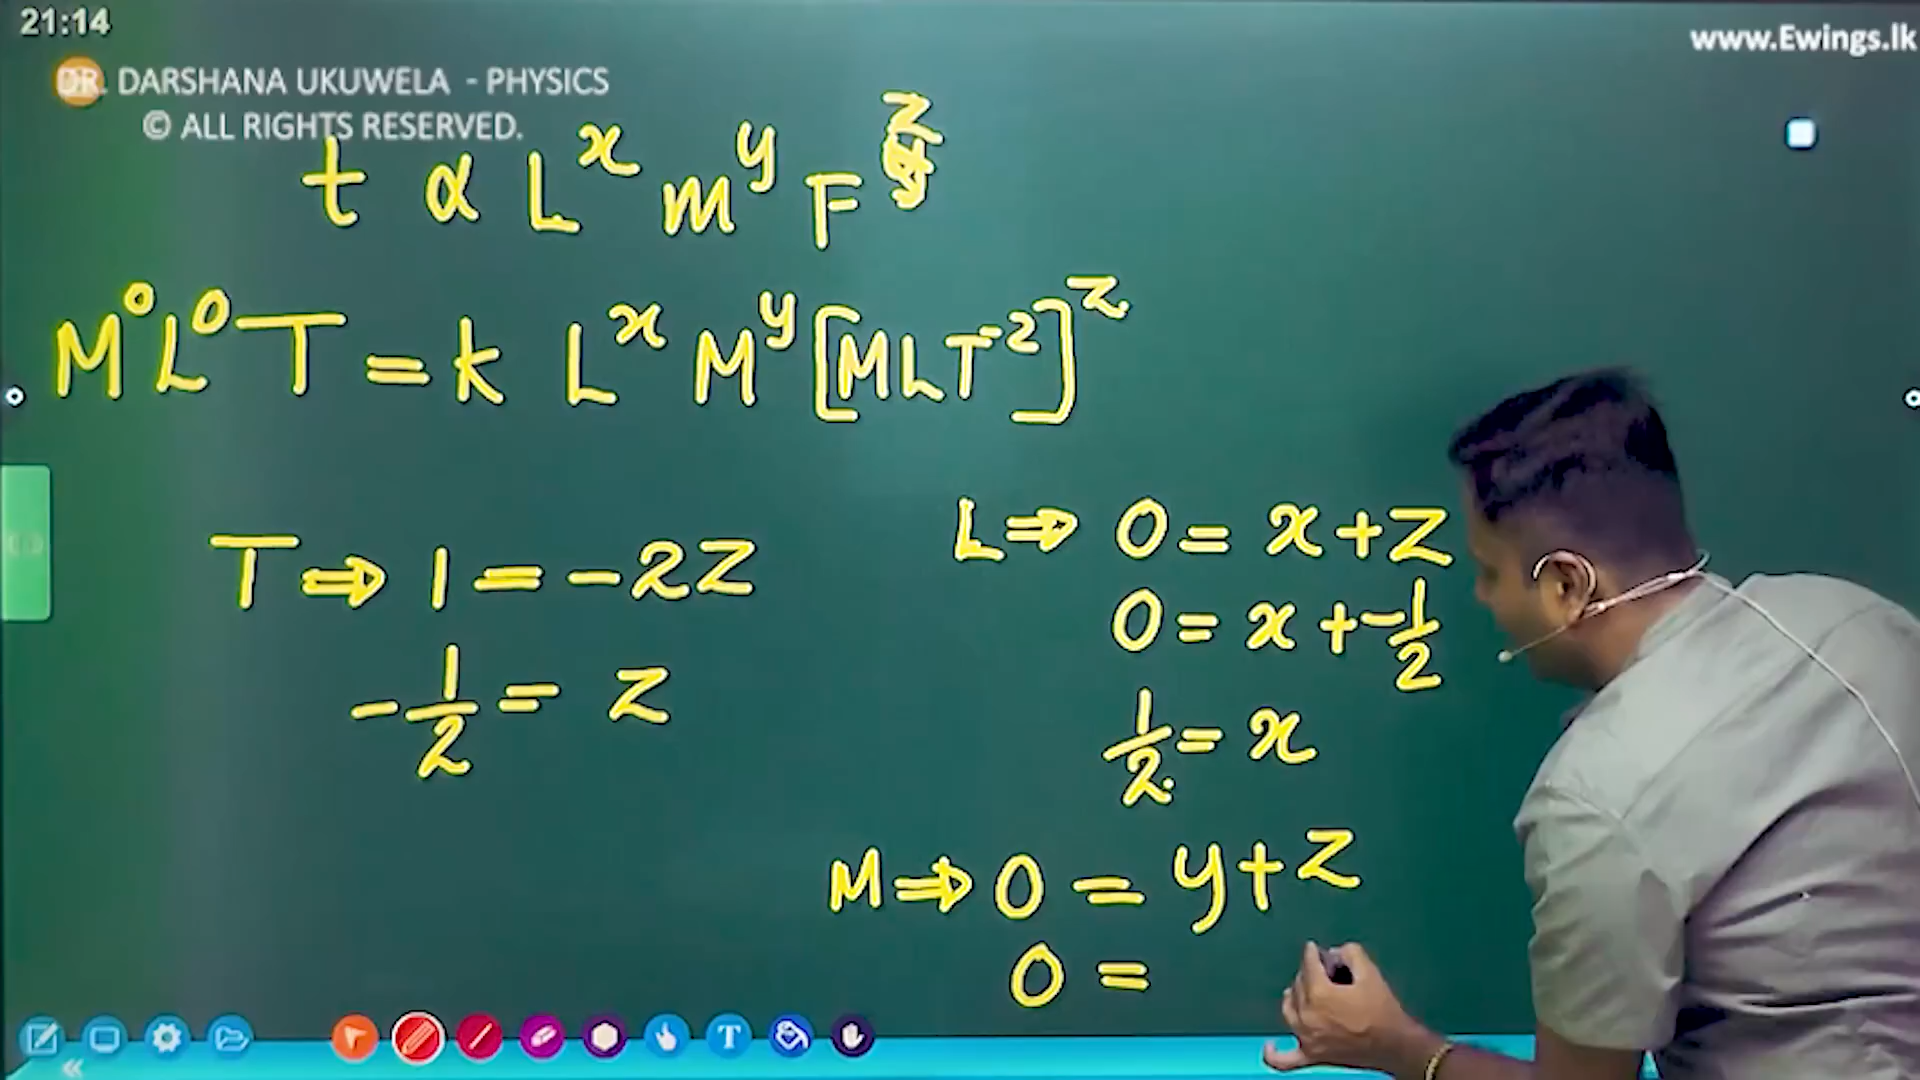 21:14
www.Ewings.lk
DR. DARSHANA UKUWELA - PHYSICS
© ALL RIGHTS RESERVED.
t α L^x m^y F^z
M^0 L^0 T = k L^x M^y [MLT^-2]^z
T ⇒ 1 = -2z
-1/2 = z
L ⇒ 0 = x+z
0 = x + -1/2
1/2 = x
M ⇒ 0 = y+z
0 =
T